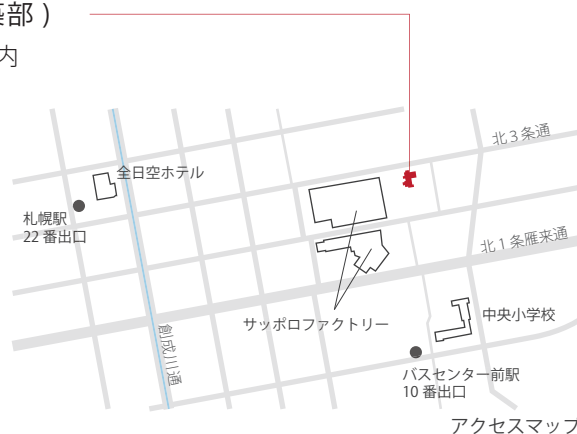 築部 )
内
北３条通
全日空ホテル
札幌駅
22 番出口
北１条雁来通
サッポロファクトリー
中央小学校
創成川通
バスセンター前駅
10 番出口
アクセスマップ